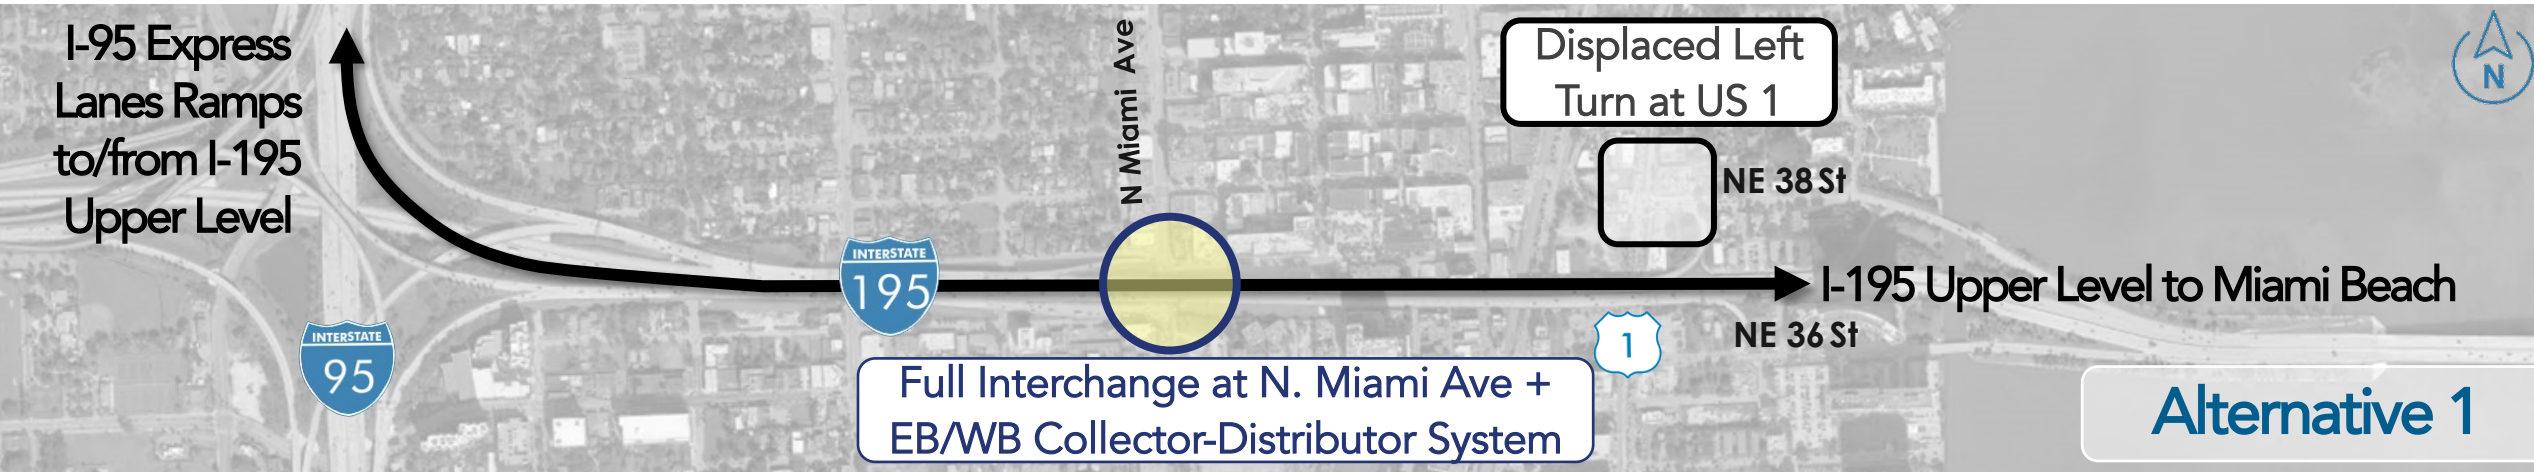 I-95 Express
Lanes Ramps
to/from I-195
Upper Level
N Miami Ave
Displaced Left
Turn at US 1
N
NE 38 St
INTERSTATE
195
I-195 Upper Level to Miami Beach
INTERSTATE
95
1
NE 36 St
Full Interchange at N. Miami Ave +
EB/WB Collector-Distributor System
Alternative 1